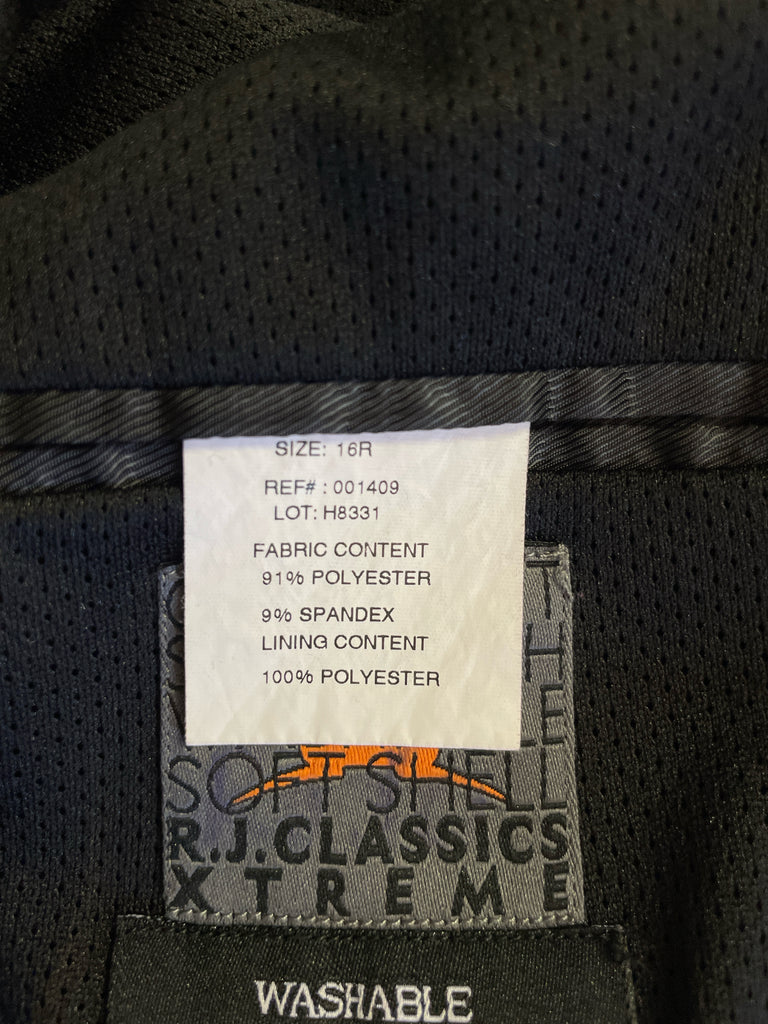 SIZE: 16R
REF# : 001409
LOT: H8331
FABRIC CONTENT
91% POLYESTER
9% SPANDEX
LINING CONTENT
100% POLYESTER
SOFT SHELL
R.J.CLASSICS
XTREME
WASHABLE